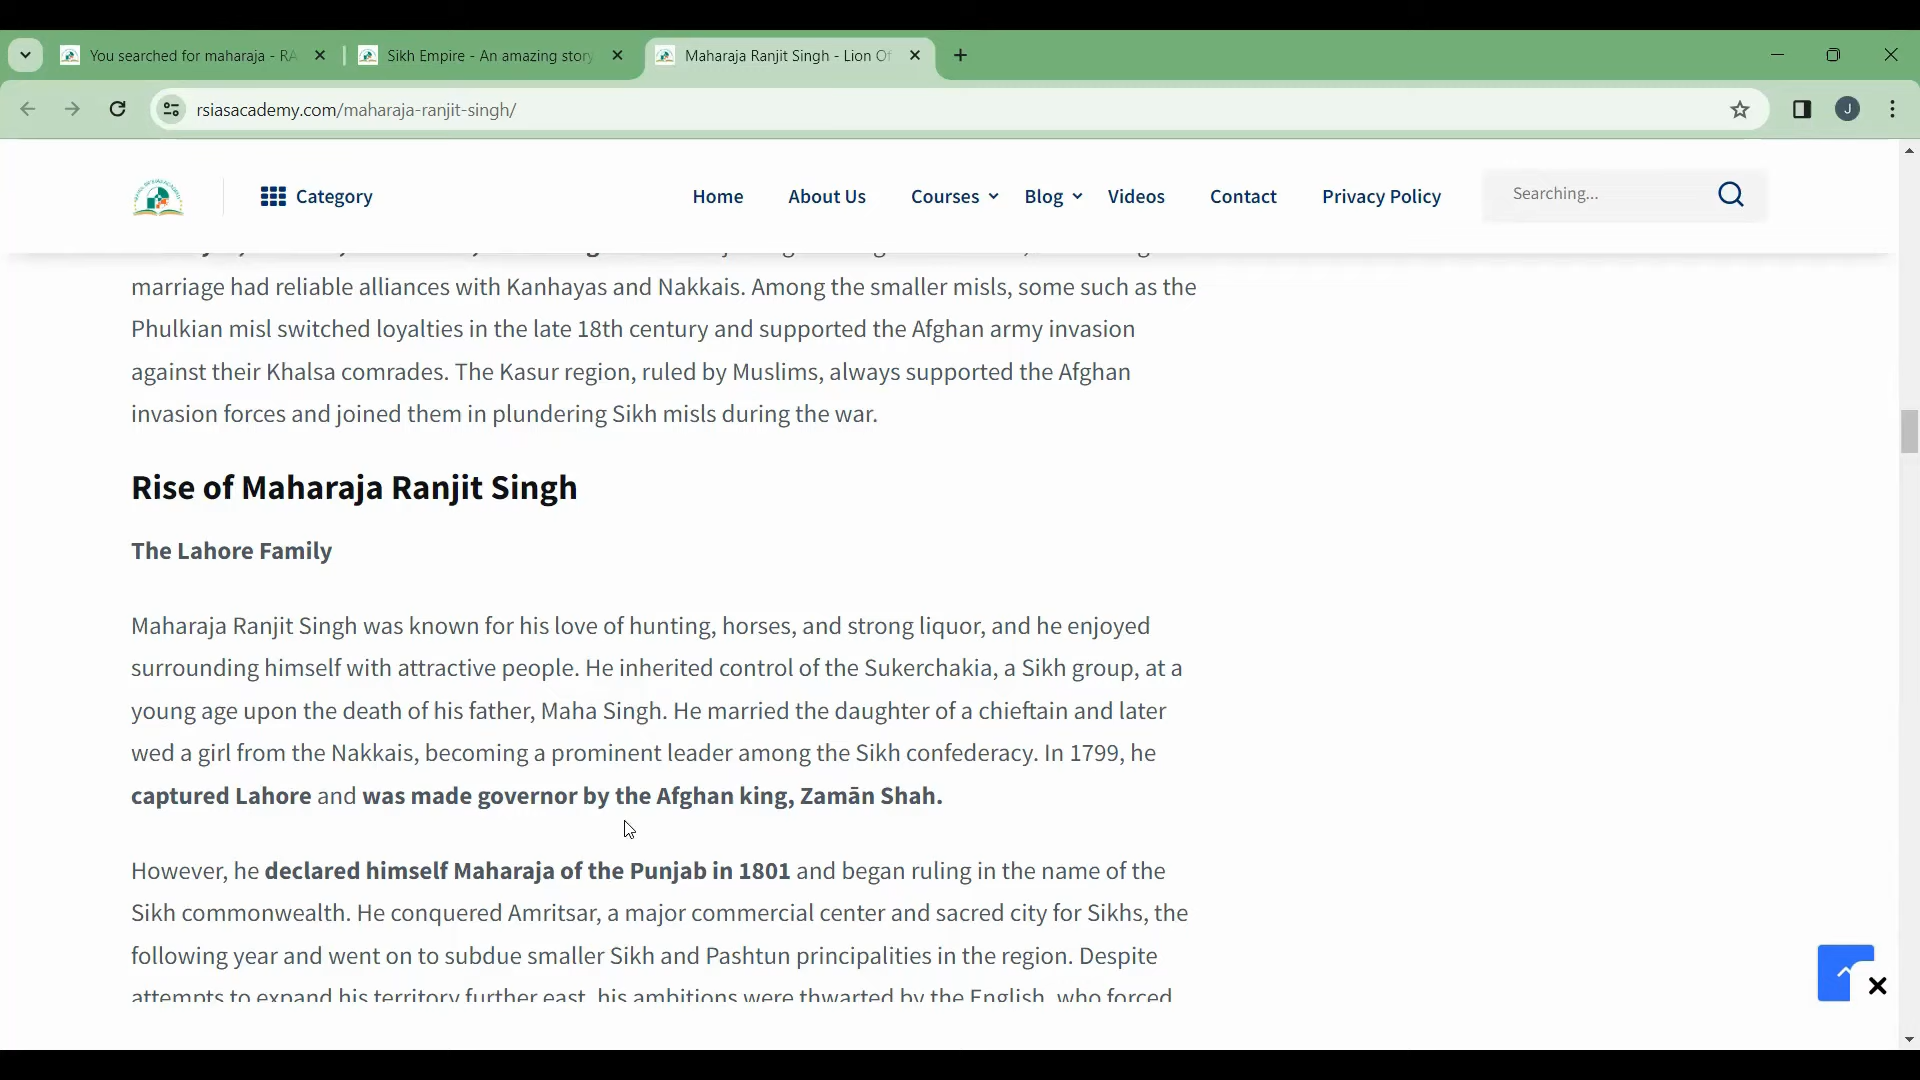 You searched for maharaja - RA
Sikh Empire - An amazing story
Maharaja Ranjit Singh - Lion Of
rsiasacademy.com/maharaja-ranjit-singh/
J
Category
Home
About Us
Courses
Blog
Videos
Contact
Privacy Policy
Searching...
marriage had reliable alliances with Kanhayas and Nakkais. Among the smaller misls, some such as the
Phulkian misl switched loyalties in the late 18th century and supported the Afghan army invasion
against their Khalsa comrades. The Kasur region, ruled by Muslims, always supported the Afghan
invasion forces and joined them in plundering Sikh misls during the war.
Rise of Maharaja Ranjit Singh
The Lahore Family
Maharaja Ranjit Singh was known for his love of hunting, horses, and strong liquor, and he enjoyed
surrounding himself with attractive people. He inherited control of the Sukerchakia, a Sikh group, at a
young age upon the death of his father, Maha Singh. He married the daughter of a chieftain and later
wed a girl from the Nakkais, becoming a prominent leader among the Sikh confederacy. In 1799, he
captured Lahore and was made governor by the Afghan king, Zamān Shah.
However, he declared himself Maharaja of the Punjab in 1801 and began ruling in the name of the
Sikh commonwealth. He conquered Amritsar, a major commercial center and sacred city for Sikhs, the
following year and went on to subdue smaller Sikh and Pashtun principalities in the region. Despite
attempts to expand his territory further east, his ambitions were thwarted by the English, who forced